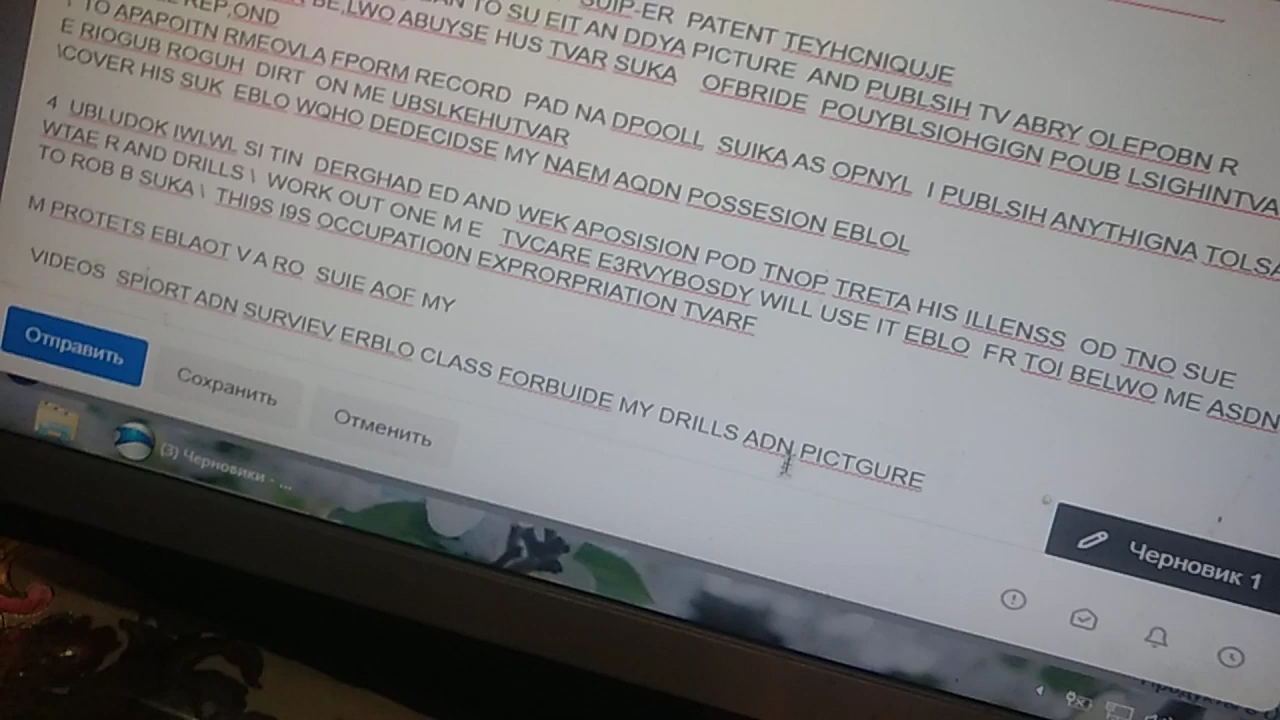 SUIP-ER PATENT TEYHCNIQUJE
TO SU EIT AN DDYA PICTURE AND PUBLSIH TV ABRY OLEPOBN R
REP,OND BE,LWO ABUYSE HUS TVAR SUKA OFBRIDE POUYBLSIOHGIGN POUB LSIGHINTVA
TO APAPOITN RMEOVLA FPORM RECORD PAD NA DPOOLL SUIKA AS OPNYL I PUBLSIH ANYTHIGNA TOLSA
E RIOGUB ROGUH DIRT ON ME UBSLKEHUTVAR
\COVER HIS SUK EBLO WQHO DEDECIDSE MY NAEM AQDN POSSESION EBLOL
4 UBLUDOK IWLWL SI TIN DERGHAD ED AND WEK APOSISION POD TNOP TRETA HIS ILLENSS OD TNO SUE
WTAE R AND DRILLS \ WORK OUT ONE M E TVCARE E3RVYBOSDY WILL USE IT EBLO FR TOI BELWO ME ASDN
TO ROB B SUKA \ THI9S I9S OCCUPATIO0N EXPRORPRIATION TVARF
M PROTETS EBLAOT V A RO SUIE AOF MY
VIDEOS SPIORT ADN SURVIEV ERBLO CLASS FORBUIDE MY DRILLS ADN PICTGURE
Отправить
Сохранить
Отменить
Черновик 1
(3) Черновики - ...